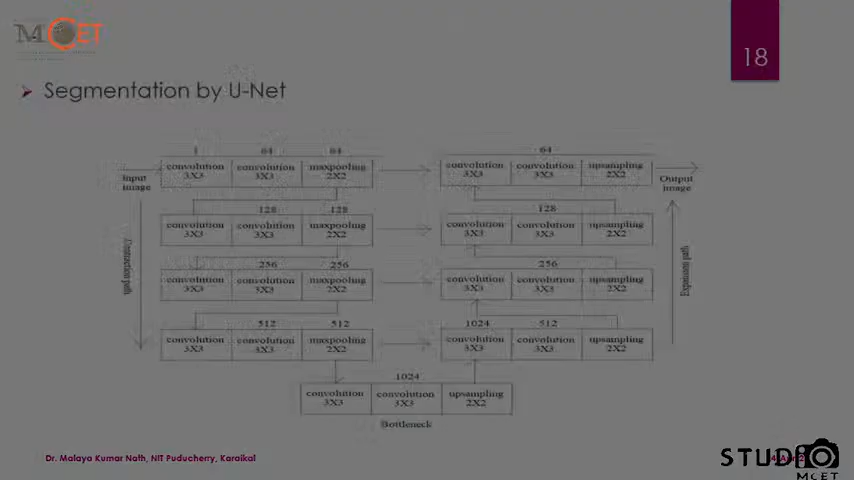 MCET
18
Segmentation by U-Net
1 64 64 64
convolution 3X3 convolution 3X3 maxpooling 2X2 convolution 3X3 convolution 3X3 upsampling 2X2
Input image
Output image
128 128 128
convolution 3X3 convolution 3X3 maxpooling 2X2 convolution 3X3 convolution 3X3 upsampling 2X2
256 256 256
convolution 3X3 convolution 3X3 maxpooling 2X2 convolution 3X3 convolution 3X3 upsampling 2X2
512 512 1024 512
convolution 3X3 convolution 3X3 maxpooling 2X2 convolution 3X3 convolution 3X3 upsampling 2X2
1024
convolution 3X3 convolution 3X3 upsampling 2X2
Bottleneck
path
Expansion path
Dr. Malaya Kumar Nath, NIT Puducherry, Karaikal
STUDIO
MCET